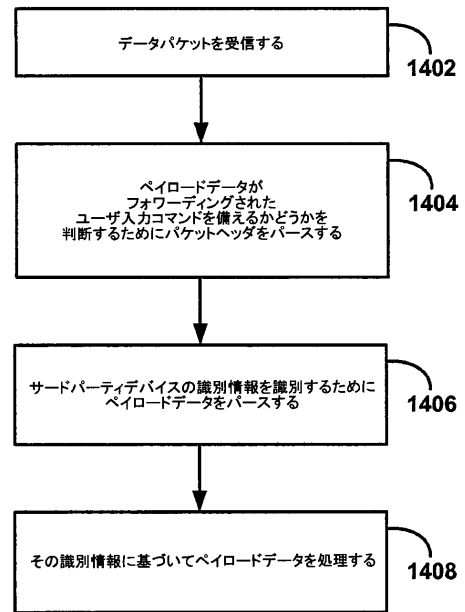 データパケットを受信する
1402
ペイロードデータが
フォワーディングされた
ユーザ入力コマンドを備えるかどうかを
判断するためにパケットヘッダをパースする
1404
サードパーティデバイスの識別情報を識別するために
ペイロードデータをパースする
1406
その識別情報に基づいてペイロードデータを処理する
1408